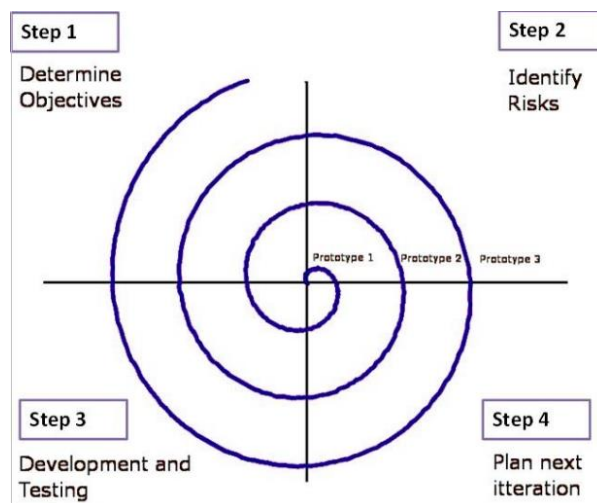 Step 1
Determine
Objectives
Step 2
Identify
Risks
Prototype 1
Prototype 2
Prototype 3
Step 3
Development and
Testing
Step 4
Plan next
itteration